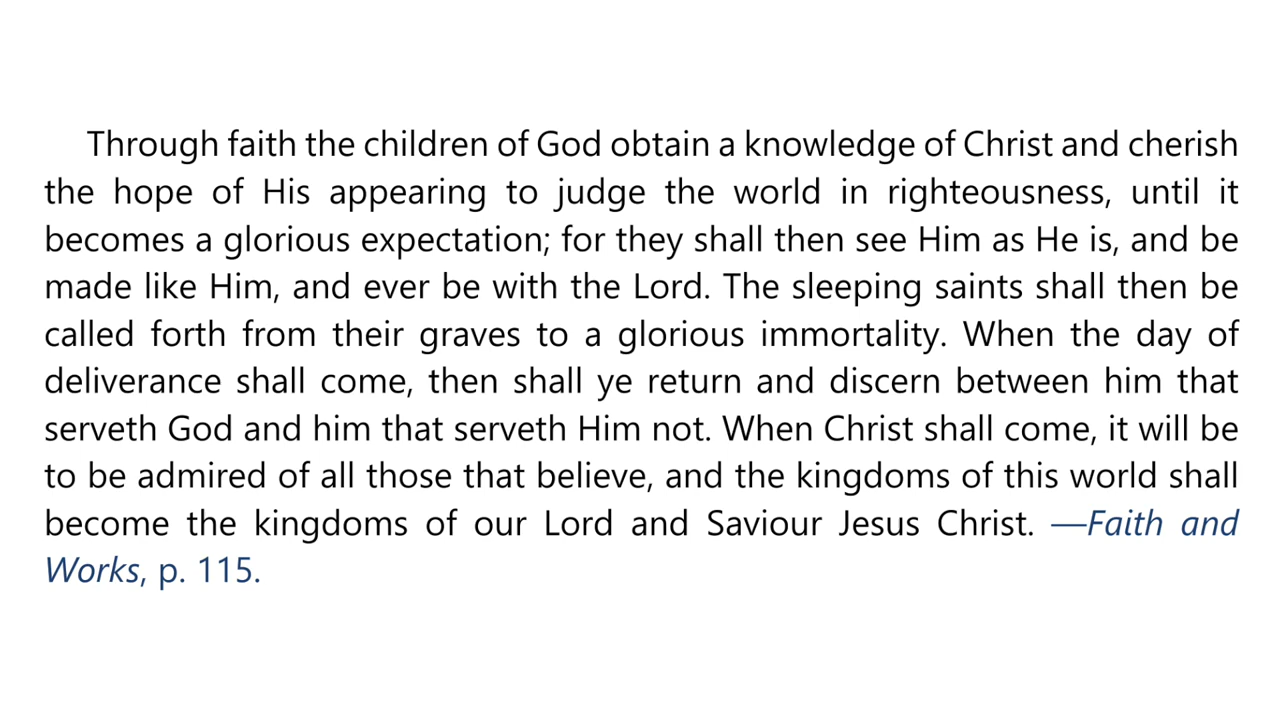 Through faith the children of God obtain a knowledge of Christ and cherish
the hope of His appearing to judge the world in righteousness, until it
becomes a glorious expectation; for they shall then see Him as He is, and be
made like Him, and ever be with the Lord. The sleeping saints shall then be
called forth from their graves to a glorious immortality. When the day of
deliverance shall come, then shall ye return and discern between him that
serveth God and him that serveth Him not. When Christ shall come, it will be
to be admired of all those that believe, and the kingdoms of this world shall
become the kingdoms of our Lord and Saviour Jesus Christ. —Faith and
Works, p. 115.